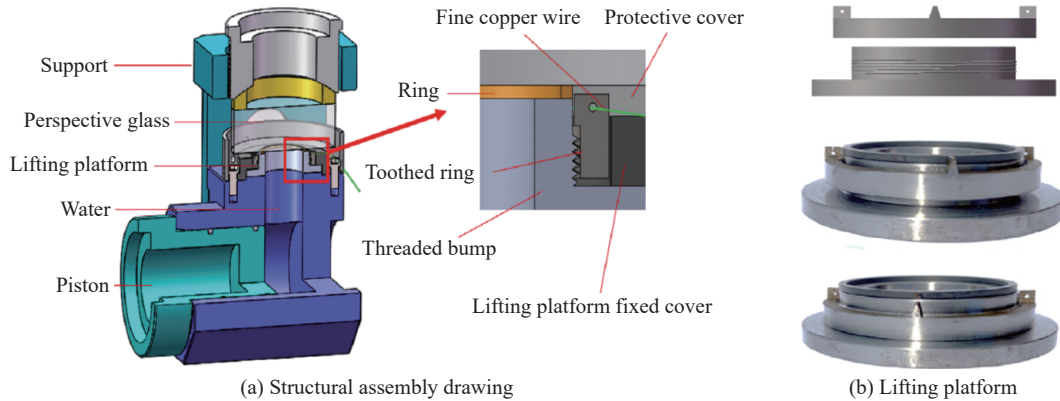 Fine copper wire
Protective cover
Support
Ring
Perspective glass
Lifting platform
Toothed ring
Water
Threaded bump
Piston
Lifting platform fixed cover
(a) Structural assembly drawing
(b) Lifting platform